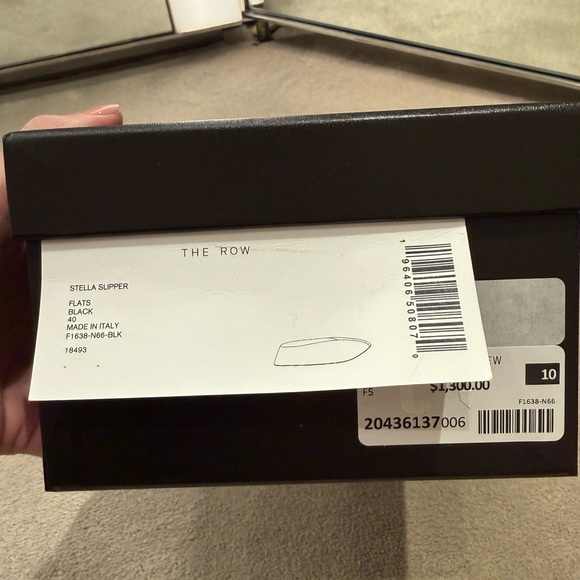 THE ROW
STELLA SLIPPER
FLATS
BLACK
40
MADE IN ITALY
F1638-N66-BLK
18493
1 96406 50807 0
EW
10
F5 $1,300.00
F1638-N66
20436137006